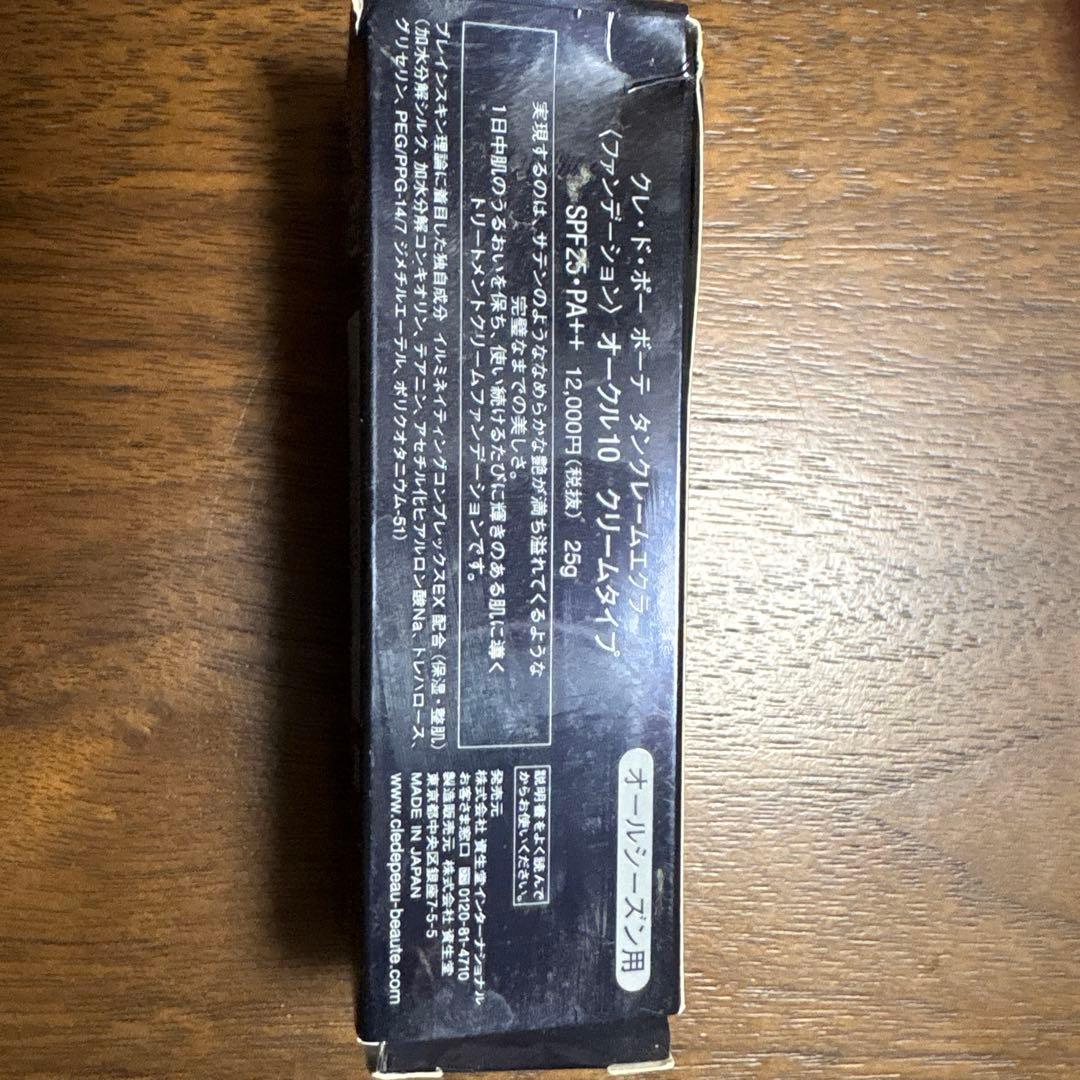 クレ・ド・ポー ボーテ タンクレームエクラ
〈ファンデーション〉 オークル10 クリームタイプ
SPF25・PA++ 12,000円(税抜) 25g
オールシーズン用
実現するのは、サテンのようななめらかな艶が満ち溢れてくるような
完璧なまでの美しさ。
1日中肌のうるおいを保ち、使い続けるたびに輝きのある肌に導く
トリートメントクリームファンデーションです。
ブレインスキン理論に着目した独自成分 イルミネイティングコンプレックスEX 配合 (保湿・整肌)
(加水分解シルク、加水分解コンキオリン、テアニン、アセチル化ヒアルロン酸Na、トレハロース、
グリセリン、PEG/PPG-14/7 ジメチルエーテル、ポリクオタニウム-51)
説明書をよく読んで
からお使いください。
発売元
株式会社 資生堂インターナショナル
お客さま窓口 0120-81-4710
製造販売元 株式会社 資生堂
東京都中央区銀座7-5-5
MADE IN JAPAN
www.cledepeau-beaute.com